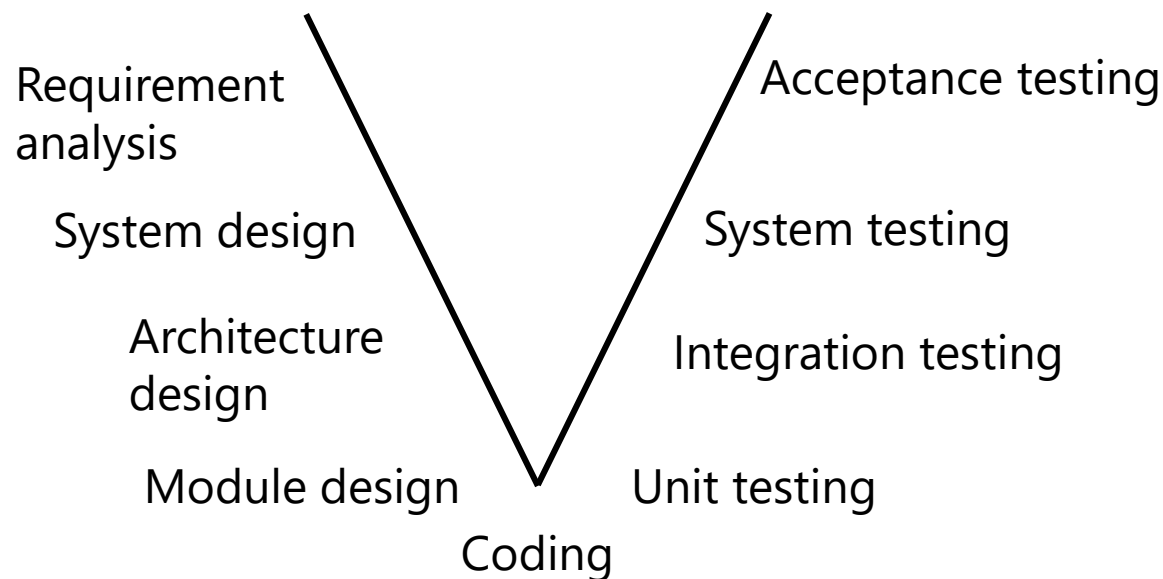 Requirement
analysis
Acceptance testing
System design
System testing
Architecture
design
Integration testing
Module design
Unit testing
Coding